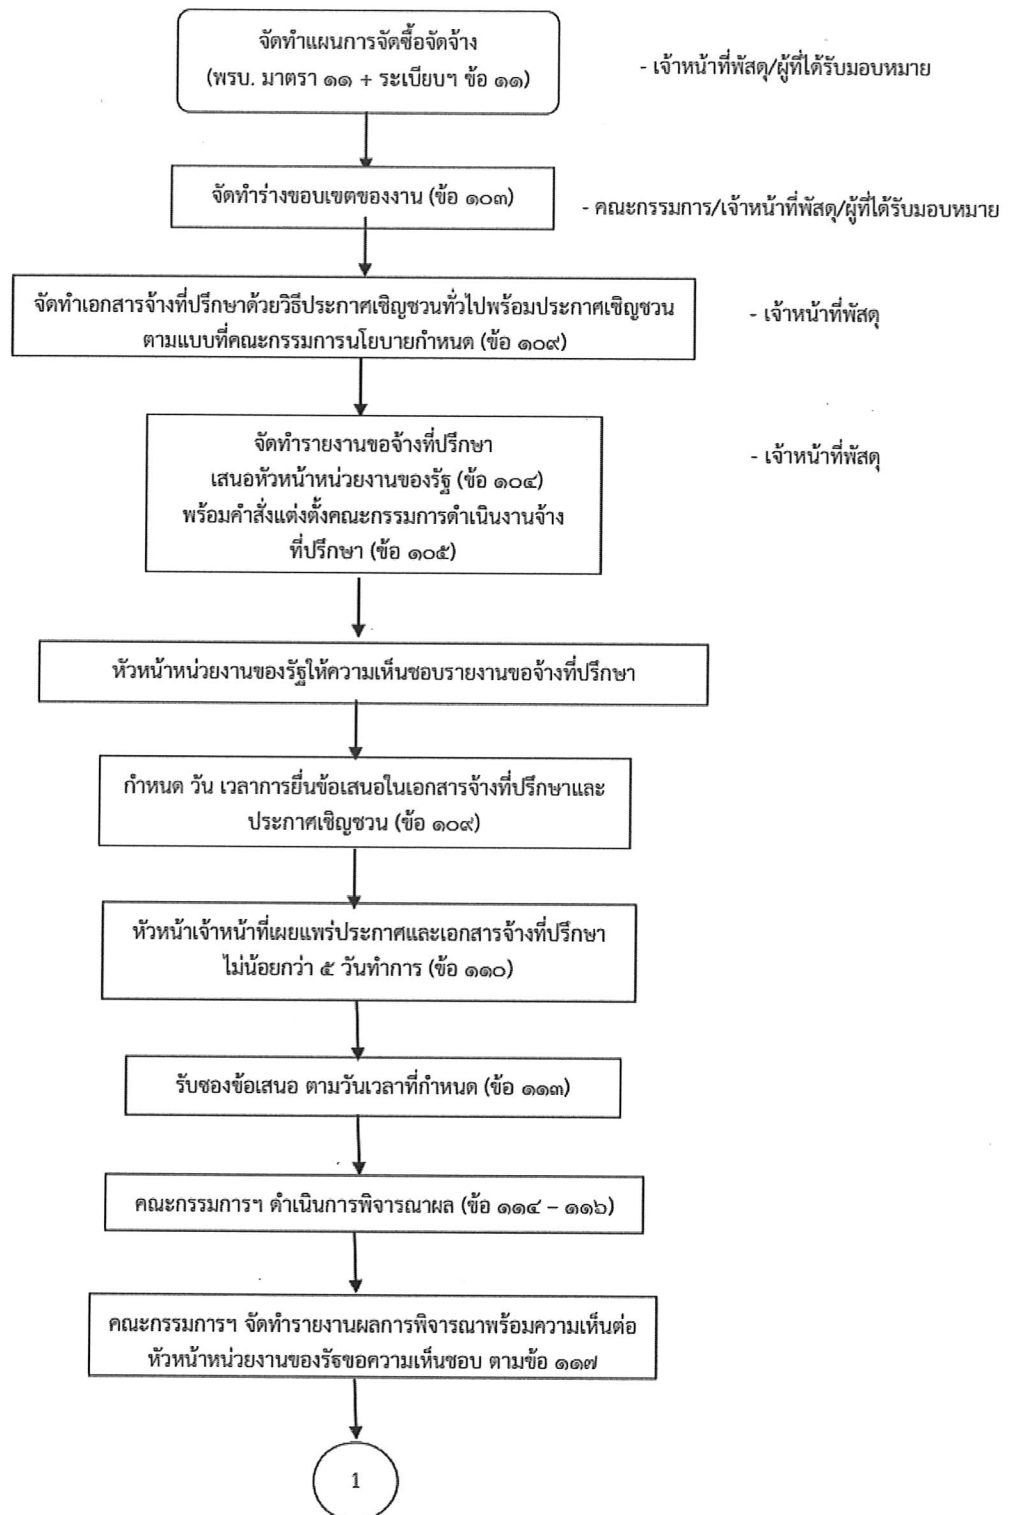 จัดทำแผนการจัดซื้อจัดจ้าง
(พรบ. มาตรา ๑๑ + ระเบียบฯ ข้อ ๑๑)
- เจ้าหน้าที่พัสดุ/ผู้ที่ได้รับมอบหมาย
จัดทำร่างขอบเขตของงาน (ข้อ ๑๐๓)
- คณะกรรมการ/เจ้าหน้าที่พัสดุ/ผู้ที่ได้รับมอบหมาย
จัดทำเอกสารจ้างที่ปรึกษาด้วยวิธีประกาศเชิญชวนทั่วไปพร้อมประกาศเชิญชวน
ตามแบบที่คณะกรรมการนโยบายกำหนด (ข้อ ๑๐๙)
- เจ้าหน้าที่พัสดุ
จัดทำรายงานขอจ้างที่ปรึกษา
เสนอหัวหน้าหน่วยงานของรัฐ (ข้อ ๑๐๔)
พร้อมคำสั่งแต่งตั้งคณะกรรมการดำเนินงานจ้าง
ที่ปรึกษา (ข้อ ๑๐๕)
- เจ้าหน้าที่พัสดุ
หัวหน้าหน่วยงานของรัฐให้ความเห็นชอบรายงานขอจ้างที่ปรึกษา
กำหนด วัน เวลาการยื่นข้อเสนอในเอกสารจ้างที่ปรึกษาและ
ประกาศเชิญชวน (ข้อ ๑๐๙)
หัวหน้าเจ้าหน้าที่เผยแพร่ประกาศและเอกสารจ้างที่ปรึกษา
ไม่น้อยกว่า ๕ วันทำการ (ข้อ ๑๑๐)
รับซองข้อเสนอ ตามวันเวลาที่กำหนด (ข้อ ๑๑๓)
คณะกรรมการฯ ดำเนินการพิจารณาผล (ข้อ ๑๑๔ – ๑๑๖)
คณะกรรมการฯ จัดทำรายงานผลการพิจารณาพร้อมความเห็นต่อ
หัวหน้าหน่วยงานของรัฐขอความเห็นชอบ ตามข้อ ๑๑๗
1